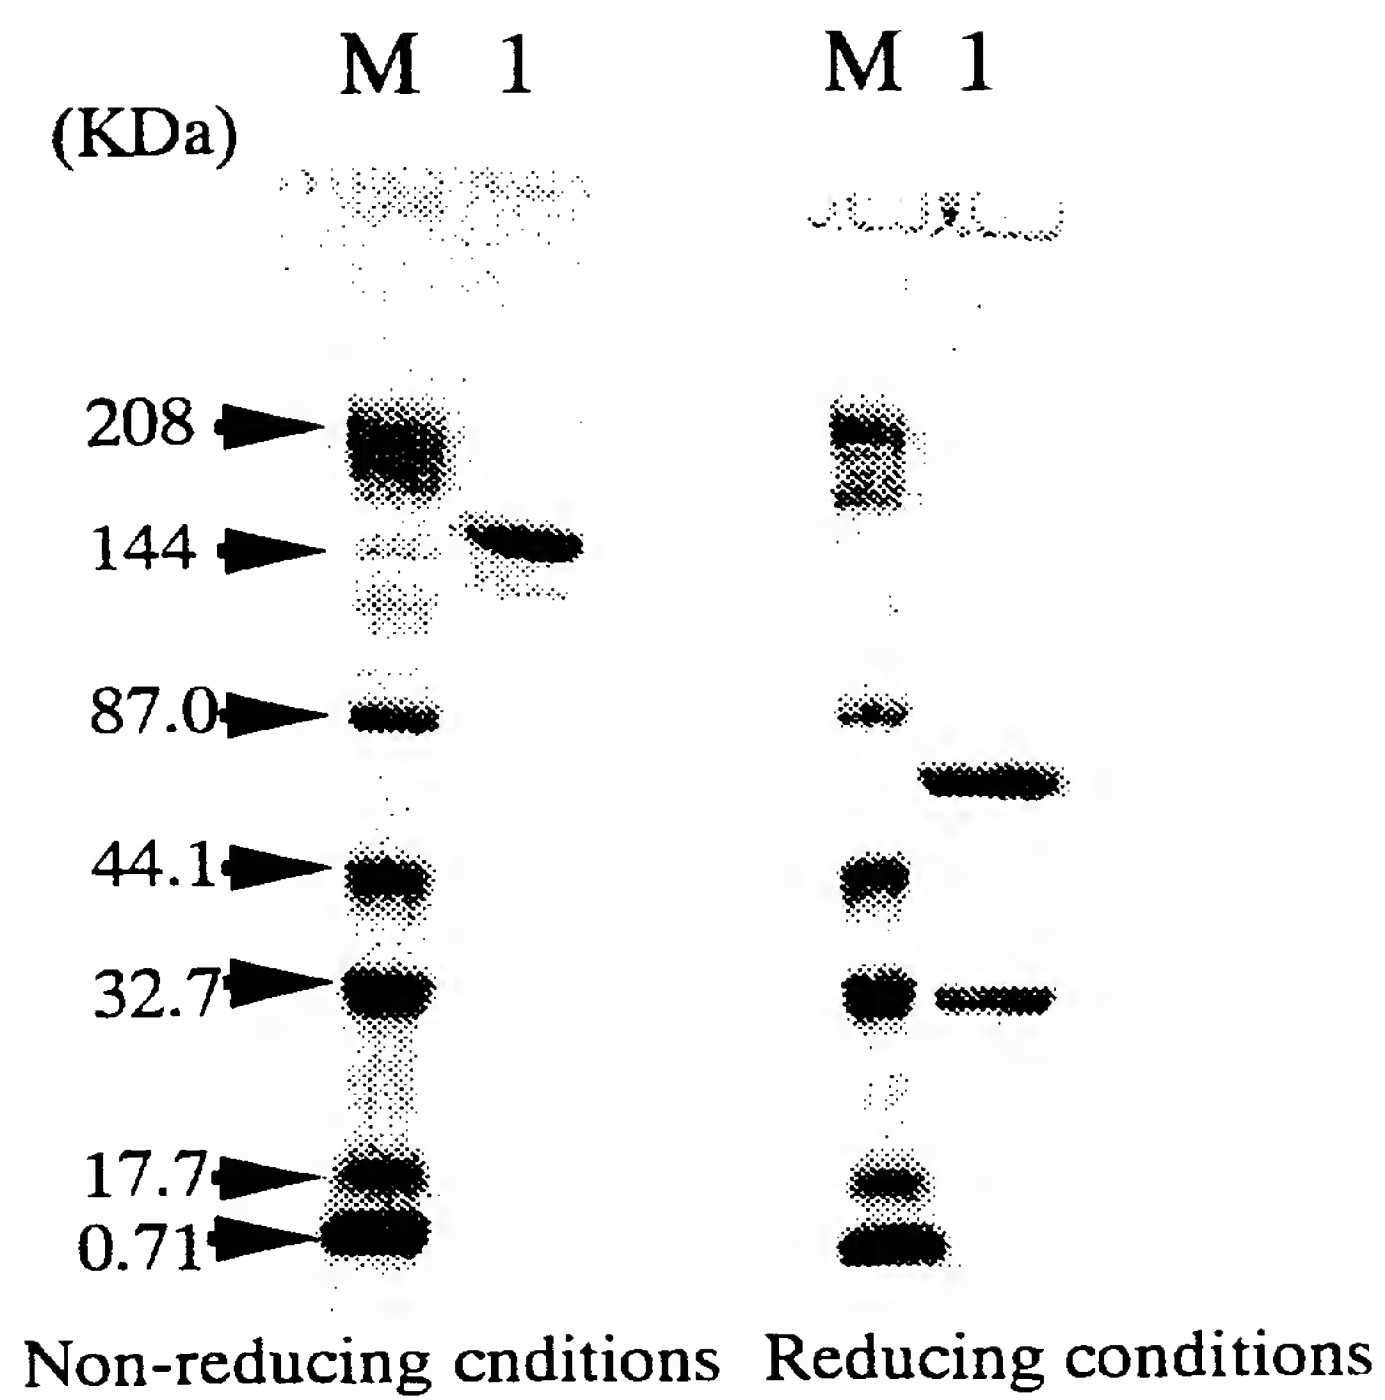 M 1 M 1
(KDa)
208
144
87.0
44.1
32.7
17.7
0.71
Non-reducing cnditions Reducing conditions